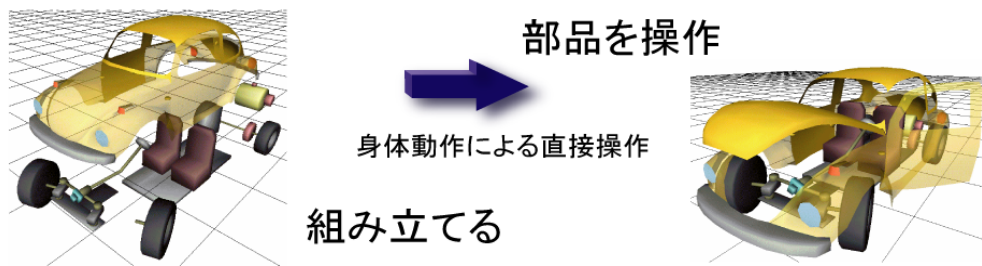 部品を操作
身体動作による直接操作
組み立てる